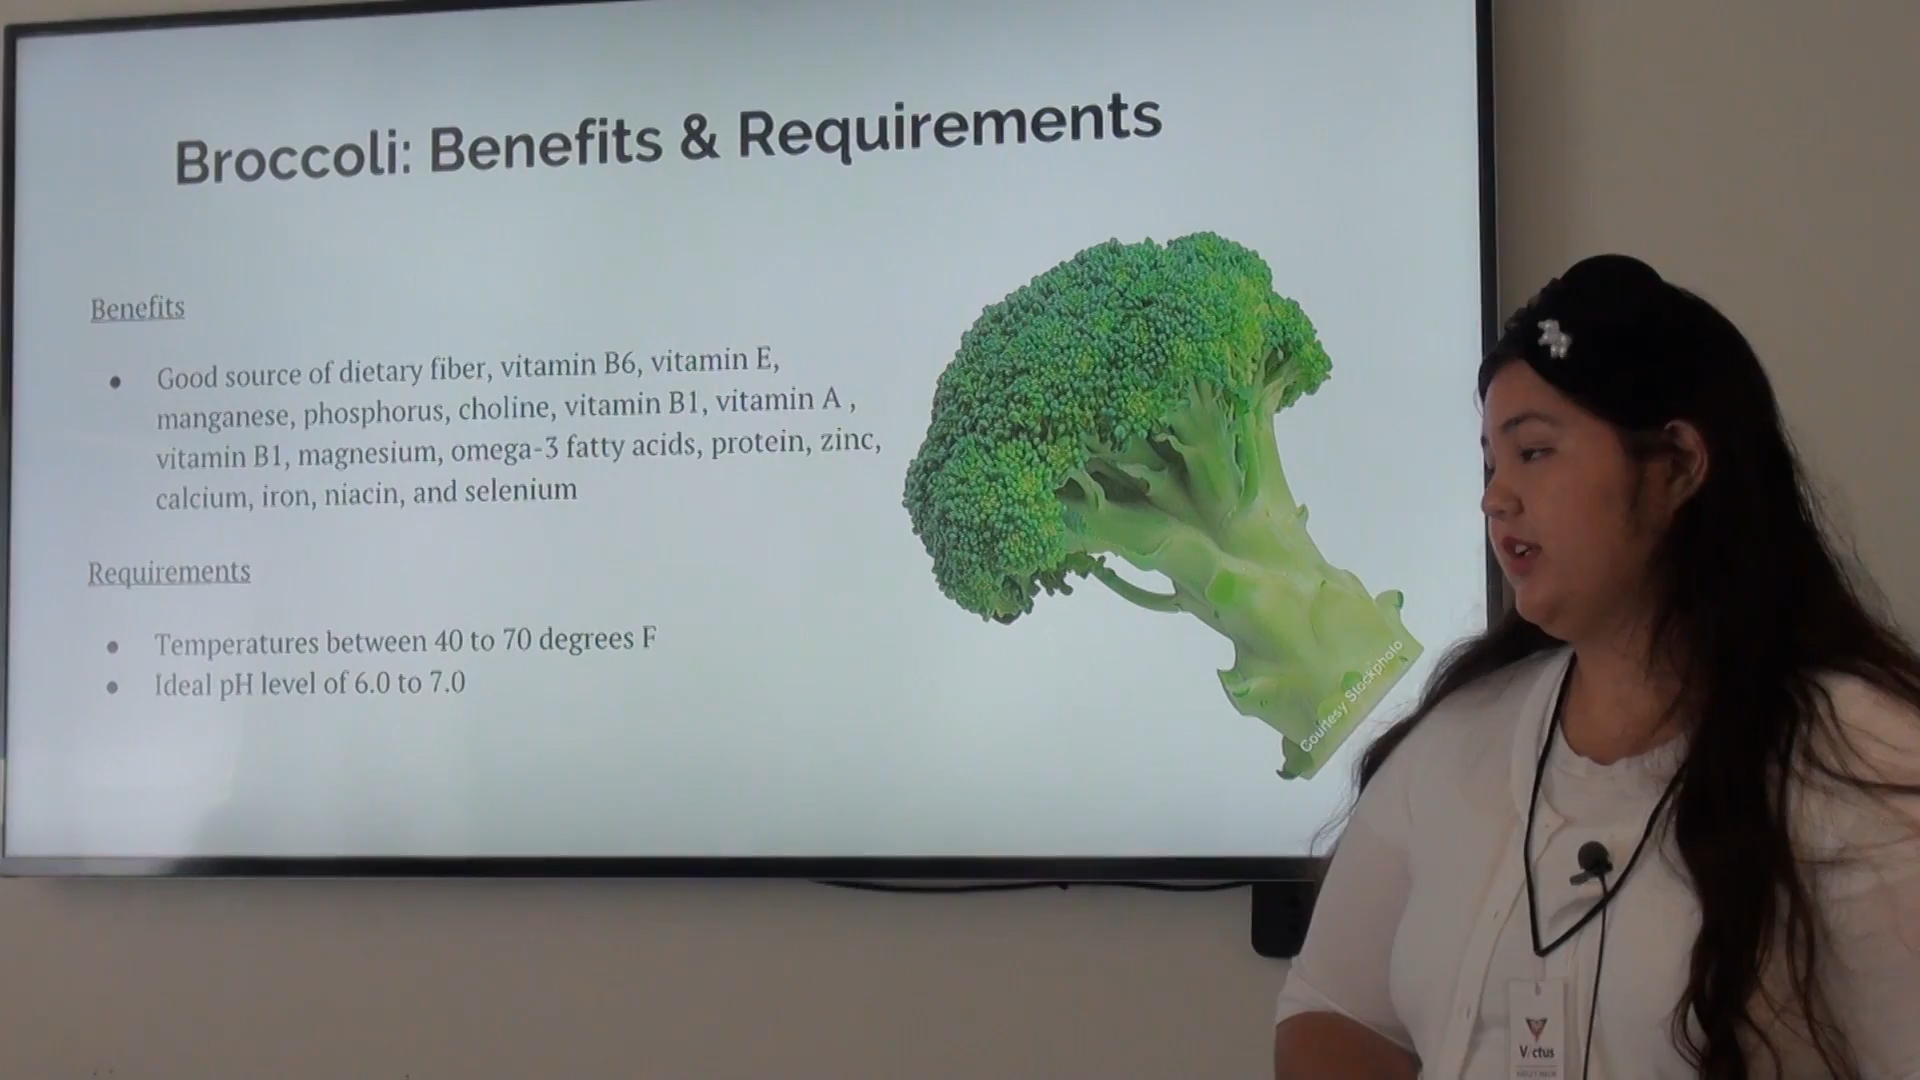 Broccoli: Benefits & Requirements
Benefits
● Good source of dietary fiber, vitamin B6, vitamin E,
manganese, phosphorus, choline, vitamin B1, vitamin A ,
vitamin B1, magnesium, omega-3 fatty acids, protein, zinc,
calcium, iron, niacin, and selenium
Requirements
● Temperatures between 40 to 70 degrees F
● Ideal pH level of 6.0 to 7.0
Courtesy Stockphoto
Victus